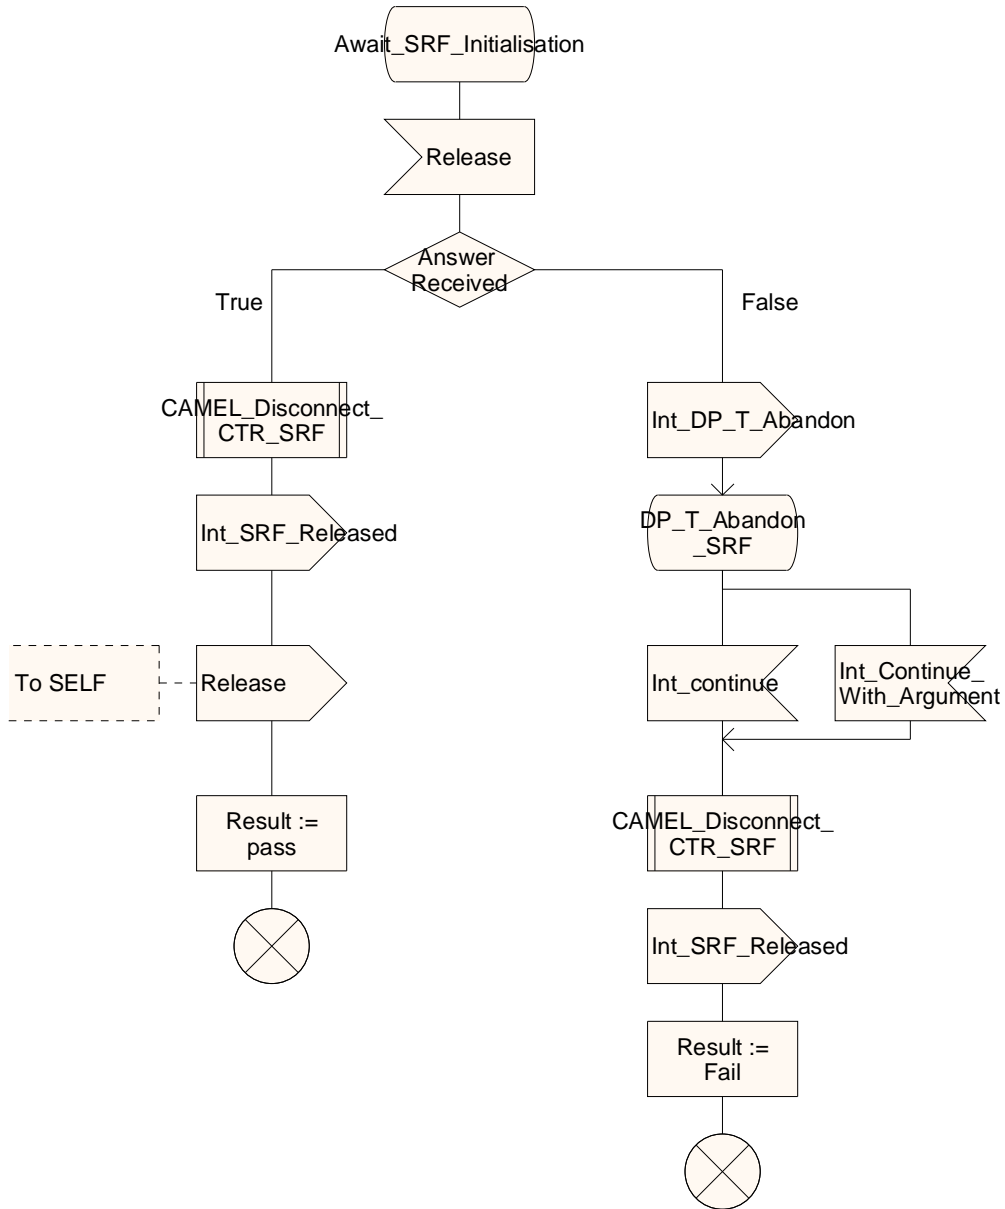 Await_SRF_Initialisation
Release
Answer
Received
True
False
CAMEL_Disconnect_
CTR_SRF
Int_DP_T_Abandon
Int_SRF_Released
DP_T_Abandon
_SRF
To SELF
Release
Int_continue
Int_Continue_
With_Argument
Result :=
pass
CAMEL_Disconnect_
CTR_SRF
Int_SRF_Released
Result :=
Fail